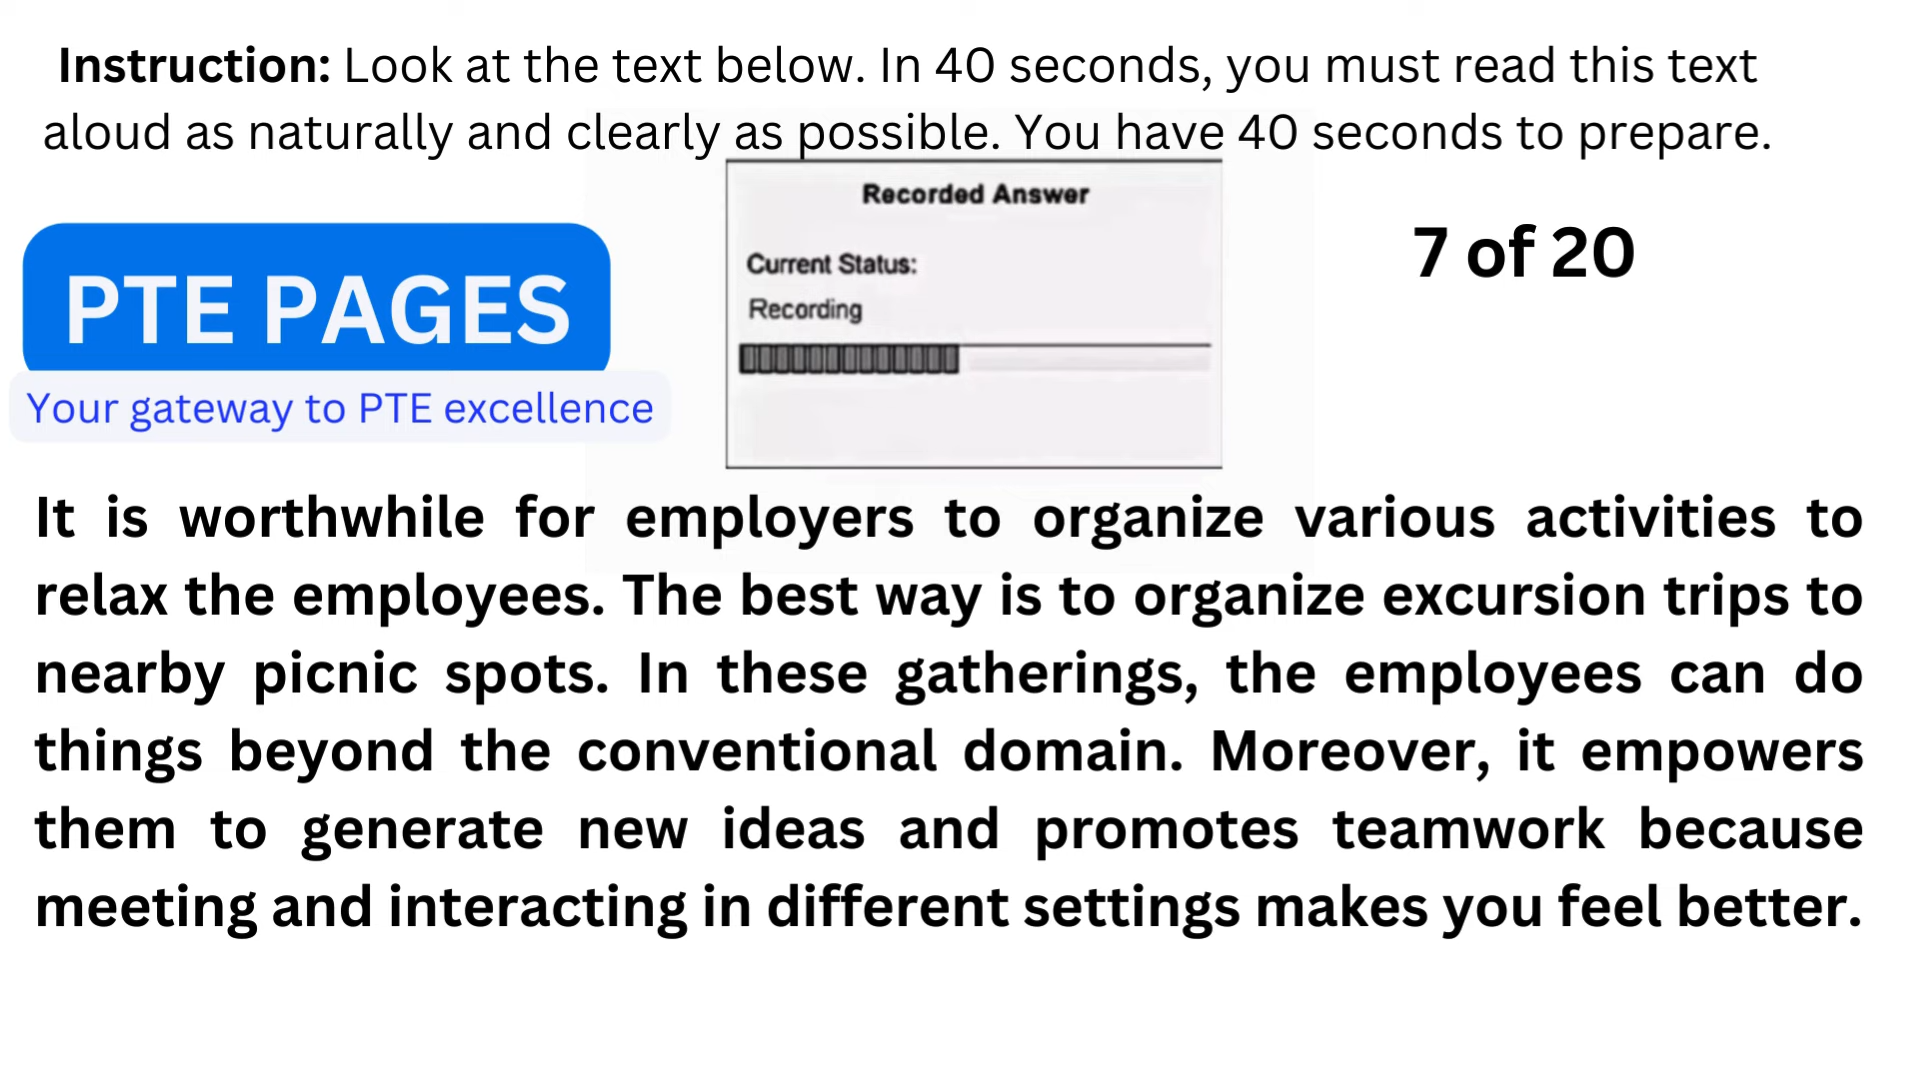 Instruction: Look at the text below. In 40 seconds, you must read this text
aloud as naturally and clearly as possible. You have 40 seconds to prepare.
Recorded Answer
Current Status:
Recording
7 of 20
PTE PAGES
Your gateway to PTE excellence
It is worthwhile for employers to organize various activities to
relax the employees. The best way is to organize excursion trips to
nearby picnic spots. In these gatherings, the employees can do
things beyond the conventional domain. Moreover, it empowers
them to generate new ideas and promotes teamwork because
meeting and interacting in different settings makes you feel better.